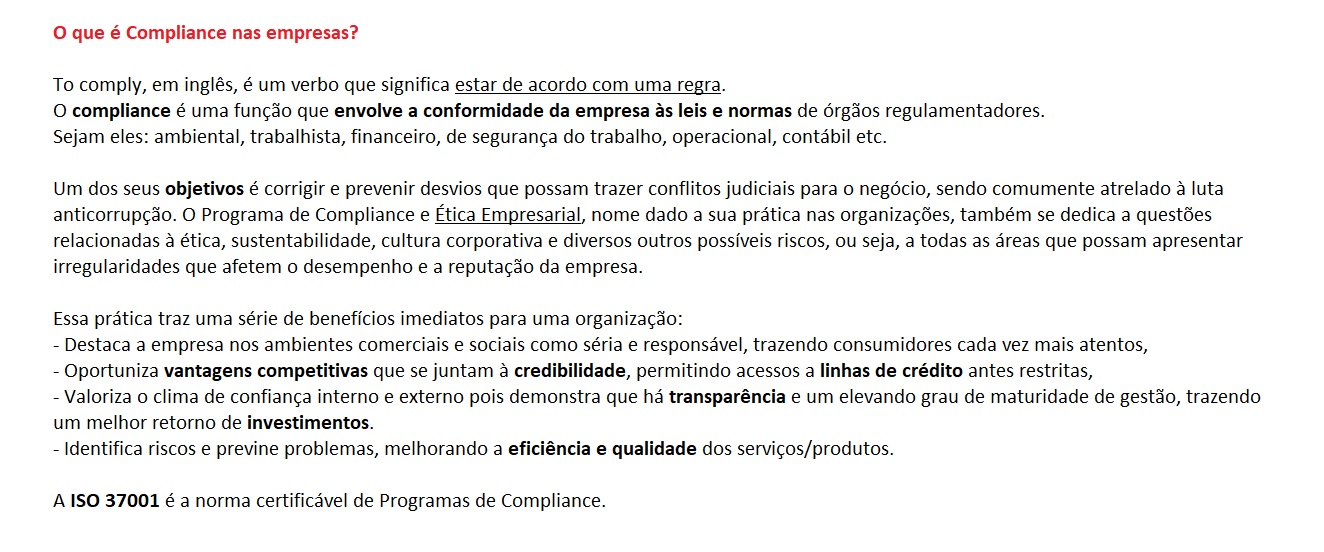 O que é Compliance nas empresas?
To comply, em inglês, é um verbo que significa estar de acordo com uma regra.
O compliance é uma função que envolve a conformidade da empresa às leis e normas de órgãos regulamentadores.
Sejam eles: ambiental, trabalhista, financeiro, de segurança do trabalho, operacional, contábil etc.
Um dos seus objetivos é corrigir e prevenir desvios que possam trazer conflitos judiciais para o negócio, sendo comumente atrelado à luta
anticorrupção. O Programa de Compliance e Ética Empresarial, nome dado a sua prática nas organizações, também se dedica a questões
relacionadas à ética, sustentabilidade, cultura corporativa e diversos outros possíveis riscos, ou seja, a todas as áreas que possam apresentar
irregularidades que afetem o desempenho e a reputação da empresa.
Essa prática traz uma série de benefícios imediatos para uma organização:
- Destaca a empresa nos ambientes comerciais e sociais como séria e responsável, trazendo consumidores cada vez mais atentos,
- Oportuniza vantagens competitivas que se juntam à credibilidade, permitindo acessos a linhas de crédito antes restritas,
- Valoriza o clima de confiança interno e externo pois demonstra que há transparência e um elevando grau de maturidade de gestão, trazendo
um melhor retorno de investimentos.
- Identifica riscos e previne problemas, melhorando a eficiência e qualidade dos serviços/produtos.
A ISO 37001 é a norma certificável de Programas de Compliance.